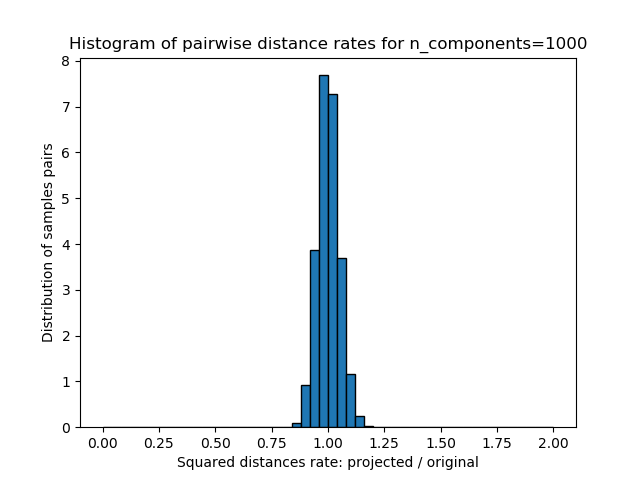 Histogram of pairwise distance rates for n_components=1000
Distribution of samples pairs
8
7
6
5
4
3
2
1
0
0.00 0.25 0.50 0.75 1.00 1.25 1.50 1.75 2.00
Squared distances rate: projected / original